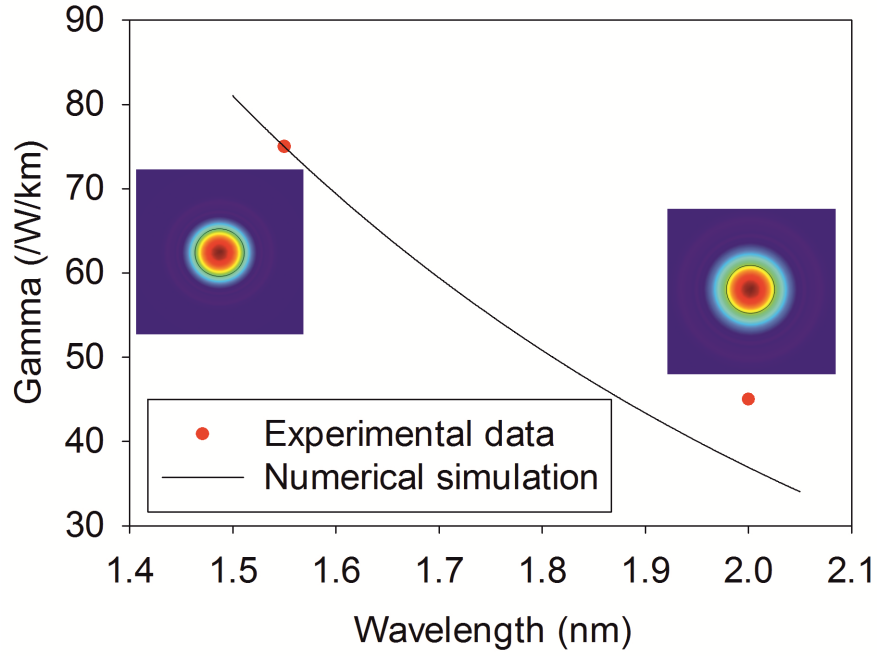 90
80
70
60
50
40
30
Gamma (/W/km)
Experimental data
Numerical simulation
1.4 1.5 1.6 1.7 1.8 1.9 2.0 2.1
Wavelength (nm)